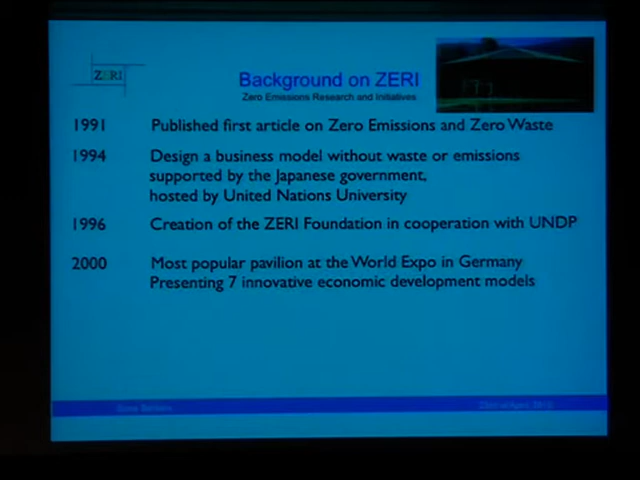 ZERI
Background on ZERI
Zero Emissions Research and Initiatives
1991 Published first article on Zero Emissions and Zero Waste
1994 Design a business model without waste or emissions
supported by the Japanese government,
hosted by United Nations University
1996 Creation of the ZERI Foundation in cooperation with UNDP
2000 Most popular pavilion at the World Expo in Germany
Presenting 7 innovative economic development models